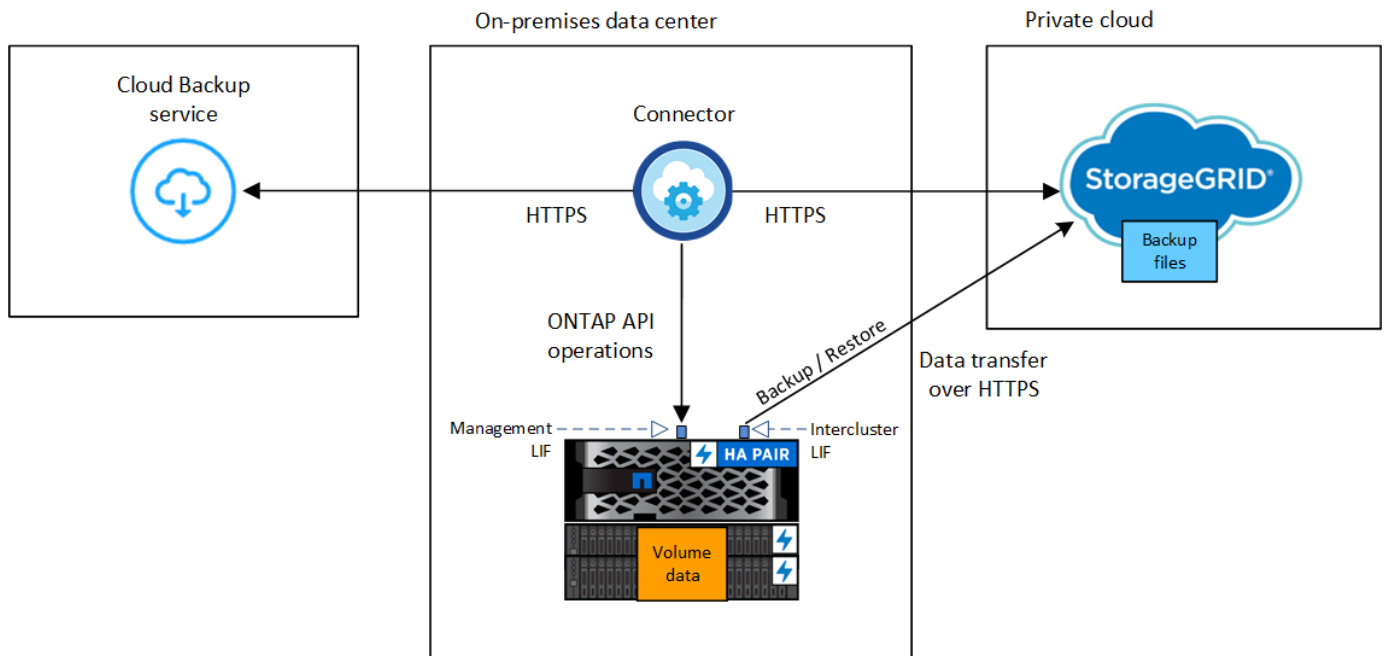 On-premises data center
Private cloud
Cloud Backup
service
Connector
StorageGRID®
Backup
files
HTTPS
HTTPS
ONTAP API
operations
Backup / Restore
Data transfer
over HTTPS
Management
LIF
Intercluster
LIF
HA PAIR
Volume
data